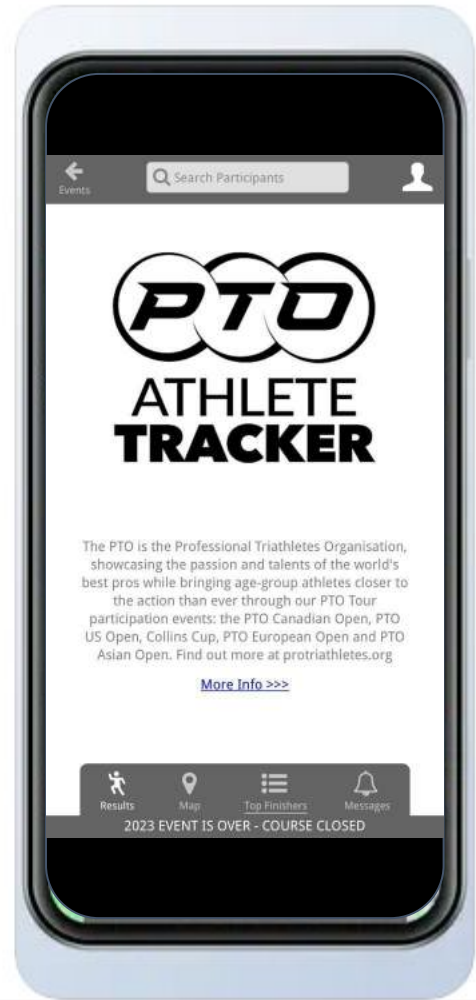 Events
Search Participants
PTO
ATHLETE
TRACKER
The PTO is the Professional Triathletes Organisation,
showcasing the passion and talents of the world's
best pros while bringing age-group athletes closer to
the action than ever through our PTO Tour
participation events: the PTO Canadian Open, PTO
US Open, Collins Cup, PTO European Open and PTO
Asian Open. Find out more at protriathletes.org
More Info >>>
Results Map Top Finishers Messages
2023 EVENT IS OVER - COURSE CLOSED